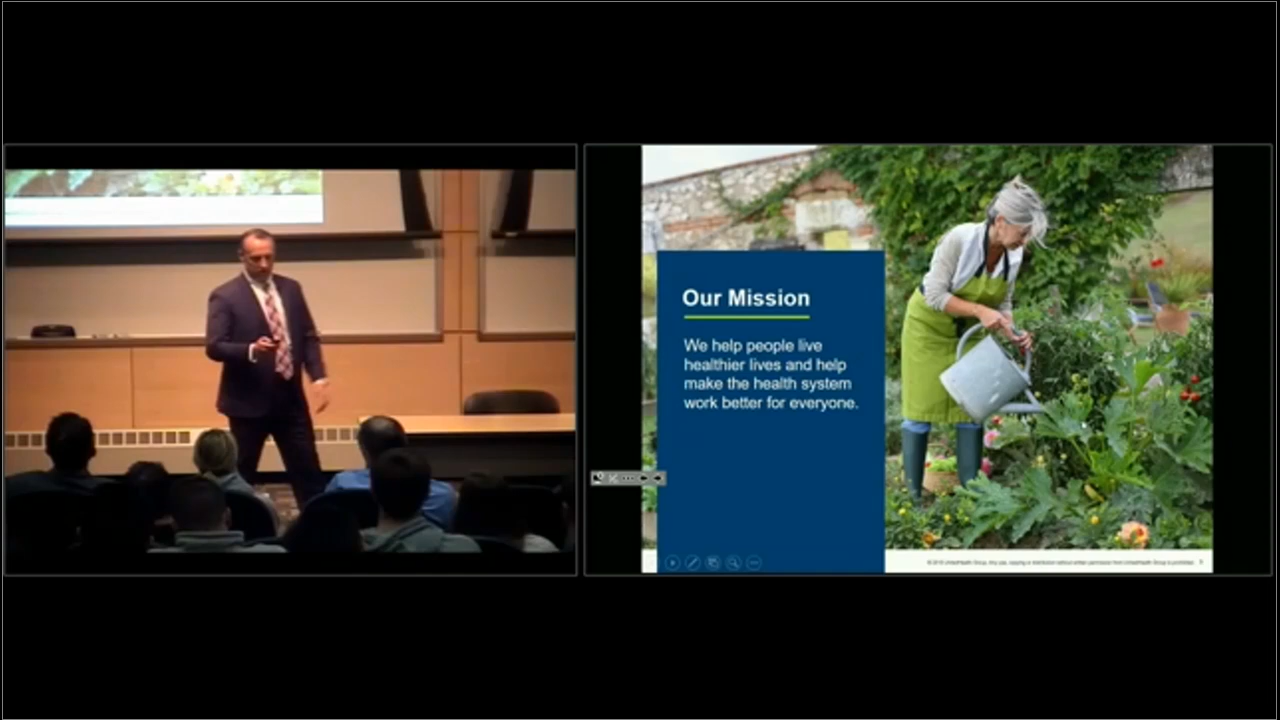 Our Mission
We help people live
healthier lives and help
make the health system
work better for everyone.